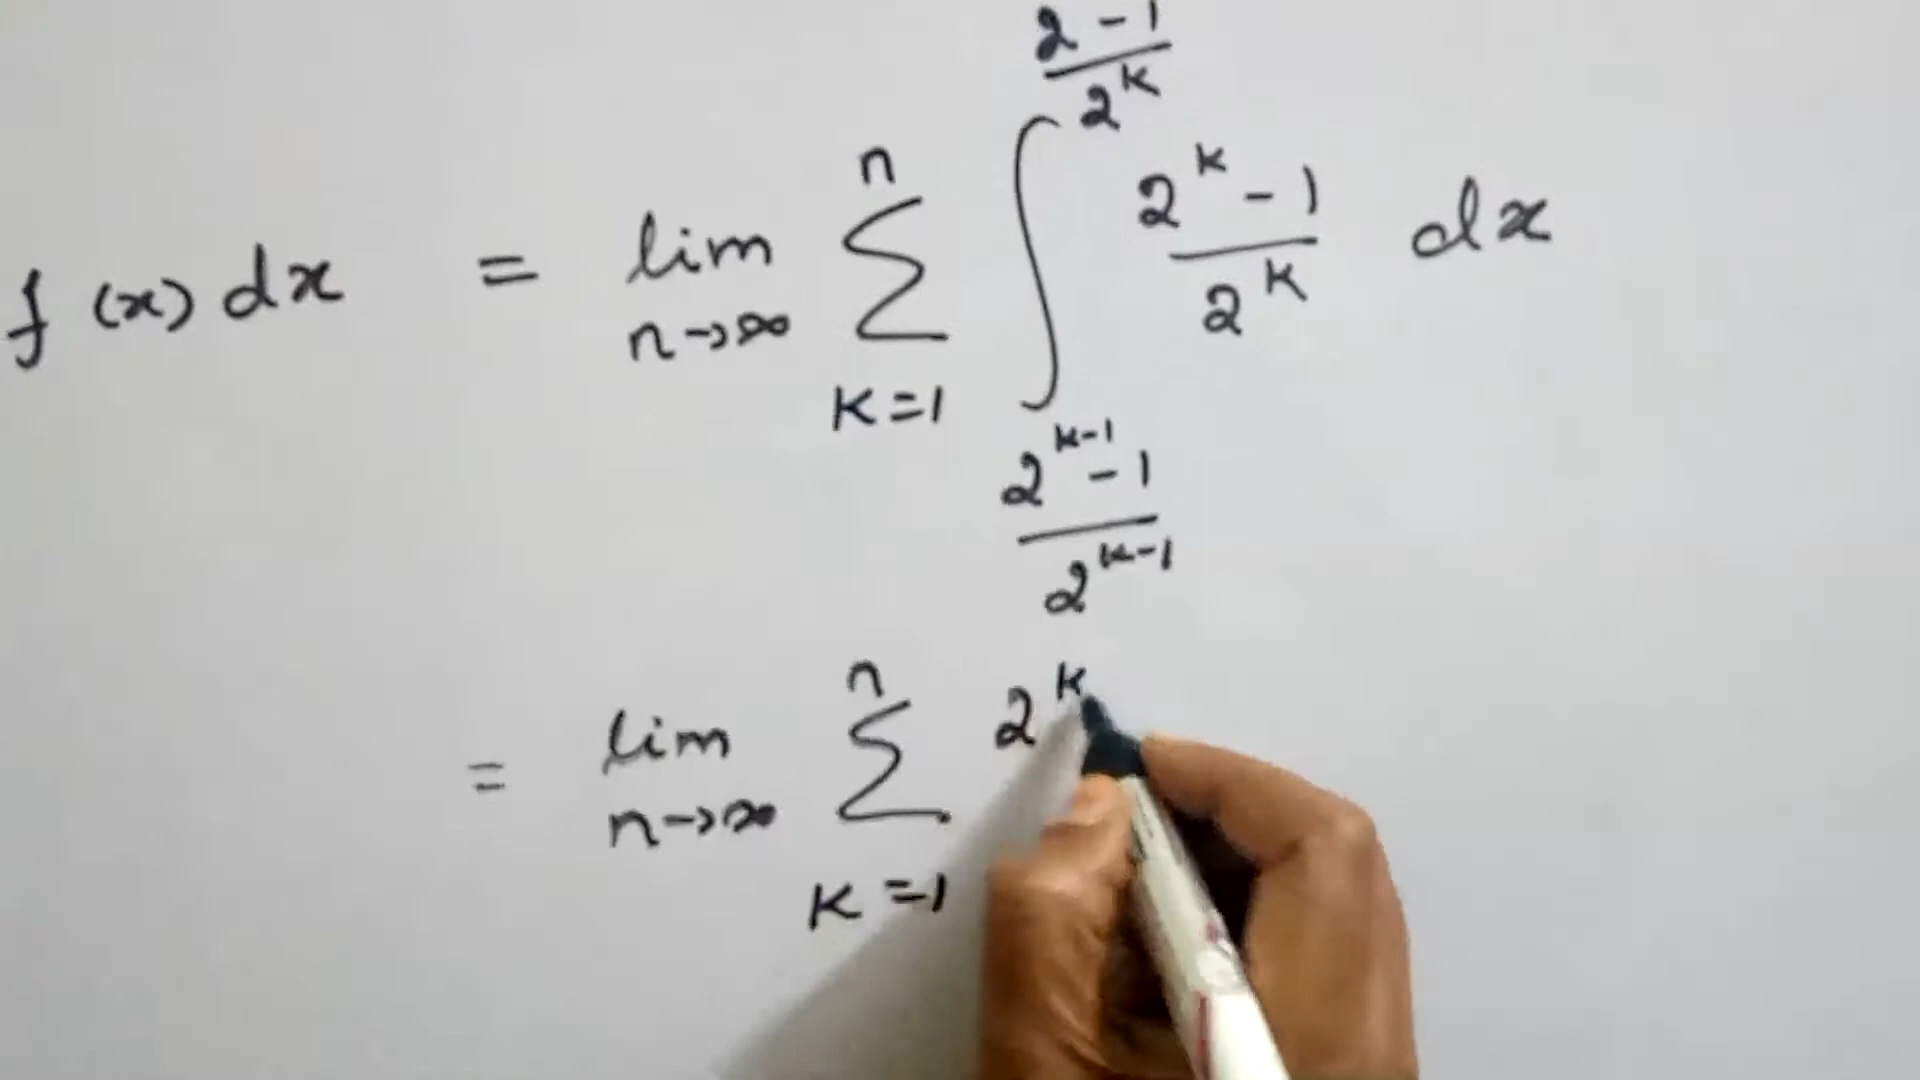 2 - 1
2^k
n 2^k - 1
f (x) dx = lim ∑ ∫ dx
n→∞ 2^k
k=1
2^(k-1) - 1
2^(k-1)
n 2^k
= lim ∑
n→∞
k=1